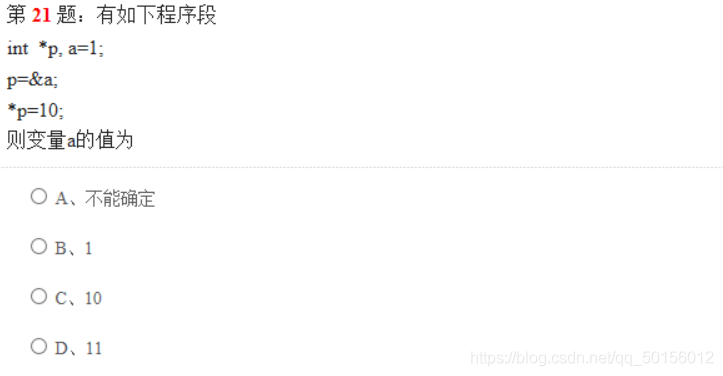 第 21 题：有如下程序段
int *p, a=1;
p=&a;
*p=10;
则变量a的值为
A、不能确定
B、1
C、10
D、11
https://blog.csdn.net/qq_50156012